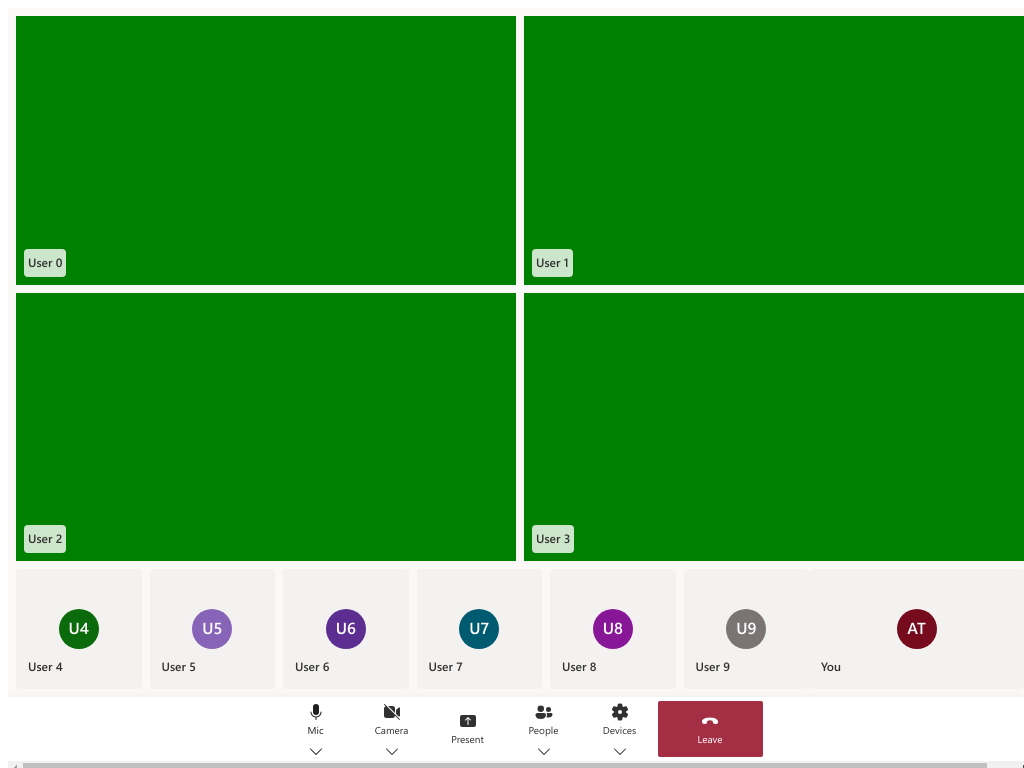 User 0
User 1
User 2
User 3
U4
U5
U6
U7
U8
U9
AT
User 4
User 5
User 6
User 7
User 8
User 9
You
Mic
Camera
Present
People
Devices
Leave